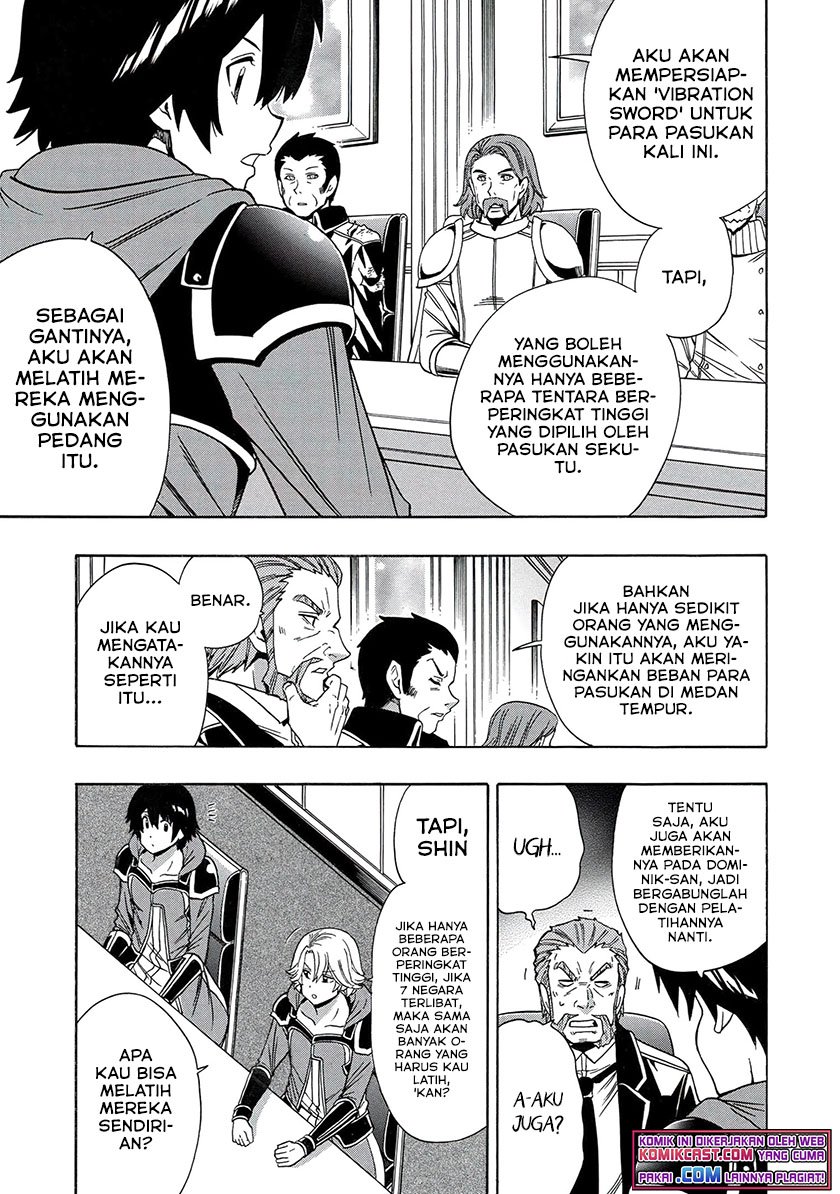 AKU AKAN
MEMPERSIAP-
KAN 'VIBRATION
SWORD' UNTUK
PARA PASUKAN
KALI INI.
TAPI,
YANG BOLEH
MENGGUNAKAN-
NYA HANYA BEBE-
RAPA TENTARA BER-
PERINGKAT TINGGI
YANG DIPILIH OLEH
PASUKAN SEKU-
TU.
SEBAGAI
GANTINYA,
AKU AKAN
MELATIH ME-
REKA MENG-
GUNAKAN
PEDANG
ITU.
BAHKAN
JIKA HANYA SEDIKIT
ORANG YANG MENG-
GUNAKANNYA, AKU YA-
KIN ITU AKAN MERI-
NGANKAN BEBAN PARA
PASUKAN DI MEDAN
TEMPUR.
BENAR.
JIKA KAU
MENGATA-
KANNYA
SEPERTI
ITU...
TENTU
SAJA, AKU
JUGA AKAN
MEMBERIKAN-
NYA PADA DOMI-
NIK-SAN, JADI
BERGABUNGLAH
DENGAN PELA-
TIHANNYA
NANTI.
UGH...
A-AKU
JUGA?
TAPI,
SHIN
JIKA HANYA
BEBERAPA
ORANG BER-
PERINGKAT
TINGGI, JIKA
7 NEGARA
TERLIBAT,
MAKA SAMA
SAJA AKAN
BANYAK O-
RANG YANG
HARUS KAU
LATIH,
'KAN?
APA
KAU BISA
MELATIH
MEREKA
SENDIRI-
AN?
KOMIK INI DIKERJAKAN OLEH WEB
KOMIKCAST.COM YANG CUMA
PAKAI .COM LAINNYA PLAGIAT!